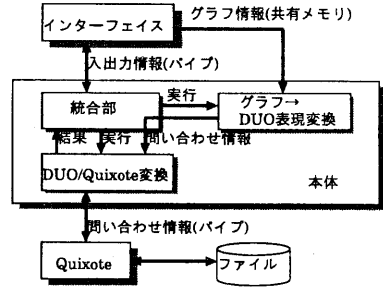 グラフ情報(共有メモリ)
インターフェイス
入出力情報(パイプ)
実行
統合部
グラフ→
DUO表現変換
結果
実行
問い合わせ情報
DUO/Quixote変換
本体
問い合わせ情報(パイプ)
Quixote
ファイル